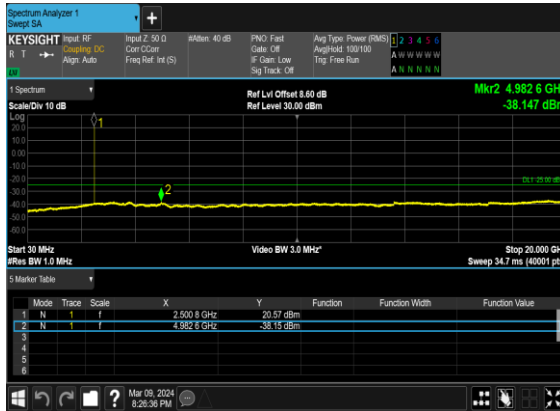 Spectrum Analyzer 1
Swept SA
+
KEYSIGHT Input: RF Input Z: 50 Ω #Atten: 40 dB PNO: Fast Avg Type: Power (RMS) 1 2 3 4 5 6
R T Coupling: DC Corr CCorr Gate: Off Avg|Hold: 100/100 A W W W W W
Align: Auto Freq Ref: Int (S) IF Gain: Low Trig: Free Run
Sig Track: Off A N N N N N
1 Spectrum Ref Lvl Offset 8.60 dB Mkr2 4.982 6 GH
Scale/Div 10 dB Ref Level 30.00 dBm -38.147 dBm
Log
20.0
10.0
0.00
-10.0
-20.0
-30.0
-40.0
-50.0
-60.0
1
2
DL1 -25.00 dB
Start 30 MHz Video BW 3.0 MHz* Stop 20.000 GH
#Res BW 1.0 MHz Sweep 34.7 ms (40001 pt
5 Marker Table
Mode Trace Scale X Y Function Function Width Function Value
1 N 1 f 2.500 8 GHz 20.57 dBm
2 N 1 f 4.982 6 GHz -38.15 dBm
3
4
5
6
? Mar 09, 2024
8:26:36 PM